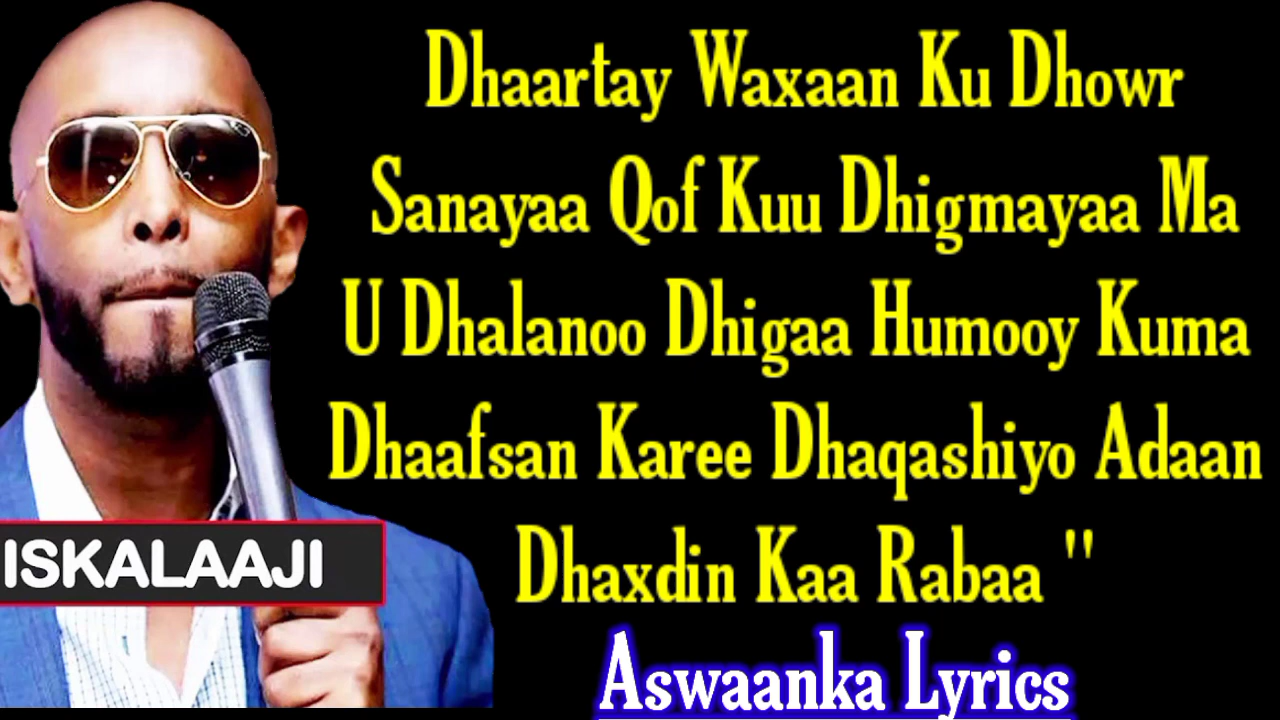 Dhaartay Waxaan Ku Dhowr
Sanayaa Qof Kuu Dhigmayaa Ma
U Dhalanoo Dhigaa Humooy Kuma
Dhaafsan Karee Dhaqashiyo Adaan
Dhaxdin Kaa Rabaa "
ISKALAAJI
Aswaanka Lyrics